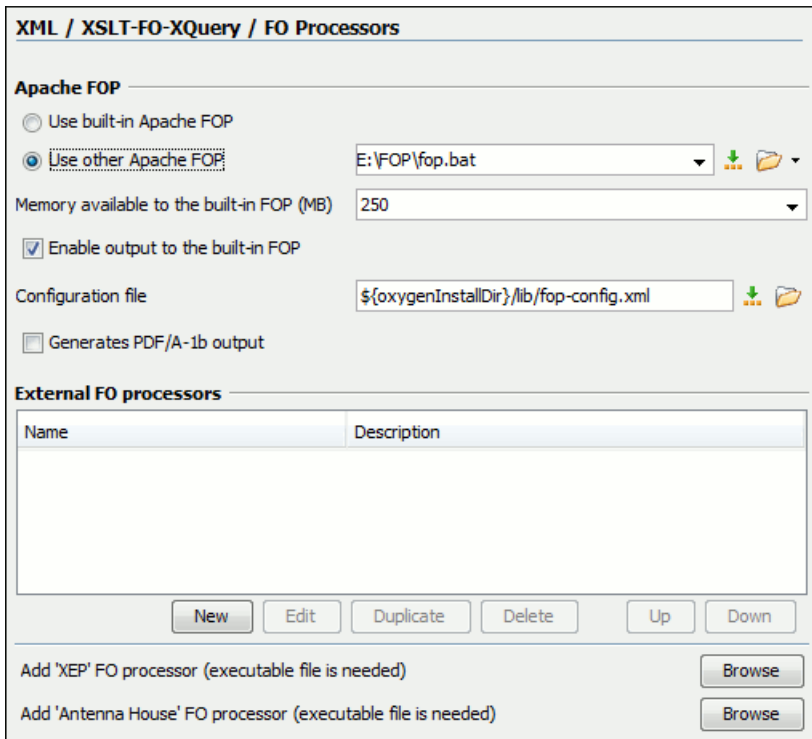 XML / XSLT-FO-XQuery / FO Processors
Apache FOP
Use built-in Apache FOP
Use other Apache FOP E:\FOP\fop.bat
Memory available to the built-in FOP (MB) 250
Enable output to the built-in FOP
Configuration file ${oxygenInstallDir}/lib/fop-config.xml
Generates PDF/A-1b output
External FO processors
Name Description
New Edit Duplicate Delete Up Down
Add 'XEP' FO processor (executable file is needed) Browse
Add 'Antenna House' FO processor (executable file is needed) Browse